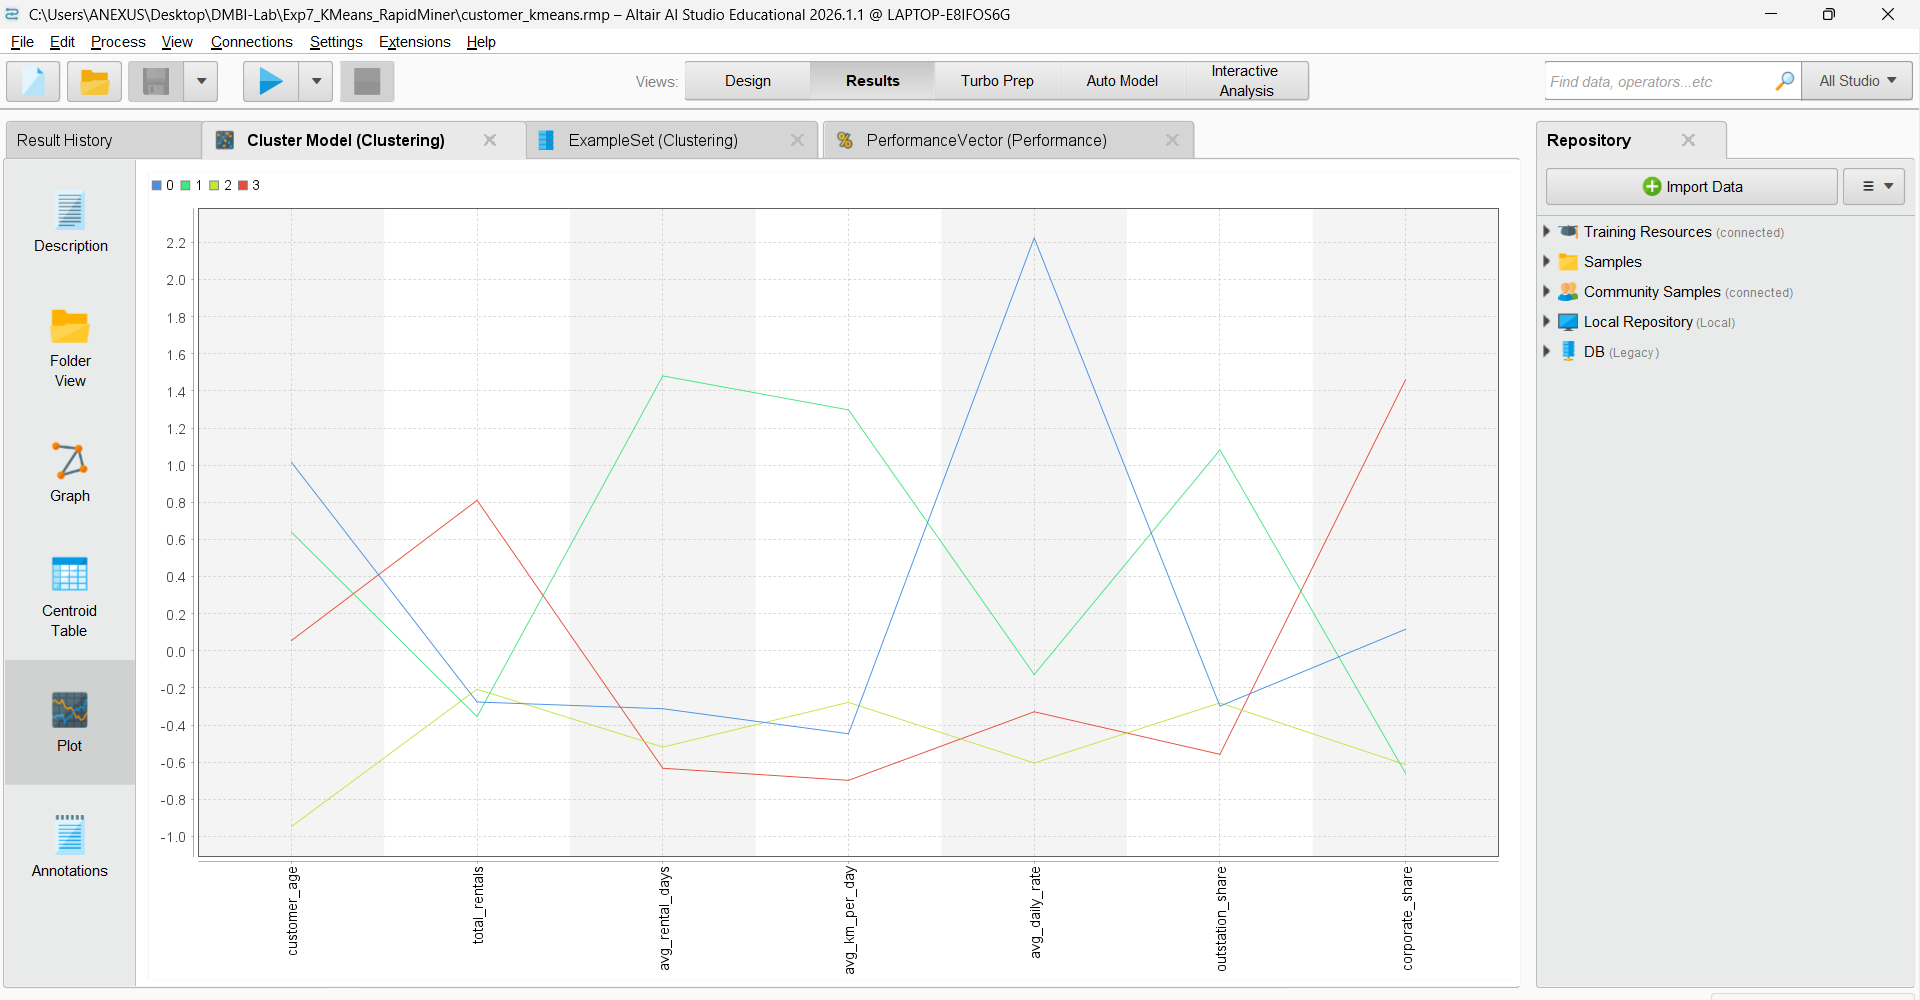 C:\Users\ANEXUS\Desktop\DMBI-Lab\Exp7_KMeans_RapidMiner\customer_kmeans.rmp – Altair AI Studio Educational 2026.1.1 @ LAPTOP-E8IFOS6G
File Edit Process View Connections Settings Extensions Help
Views:
Design
Results
Turbo Prep
Auto Model
Interactive
Analysis
Find data, operators...etc
All Studio
Result History
Cluster Model (Clustering)
ExampleSet (Clustering)
PerformanceVector (Performance)
Repository
Import Data
Training Resources (connected)
Samples
Community Samples (connected)
Local Repository (Local)
DB (Legacy)
Description
Folder
View
Graph
Centroid
Table
Plot
Annotations
0 1 2 3
2.2
2.0
1.8
1.6
1.4
1.2
1.0
0.8
0.6
0.4
0.2
0.0
-0.2
-0.4
-0.6
-0.8
-1.0
customer_age
total_rentals
avg_rental_days
avg_km_per_day
avg_daily_rate
outstation_share
corporate_share